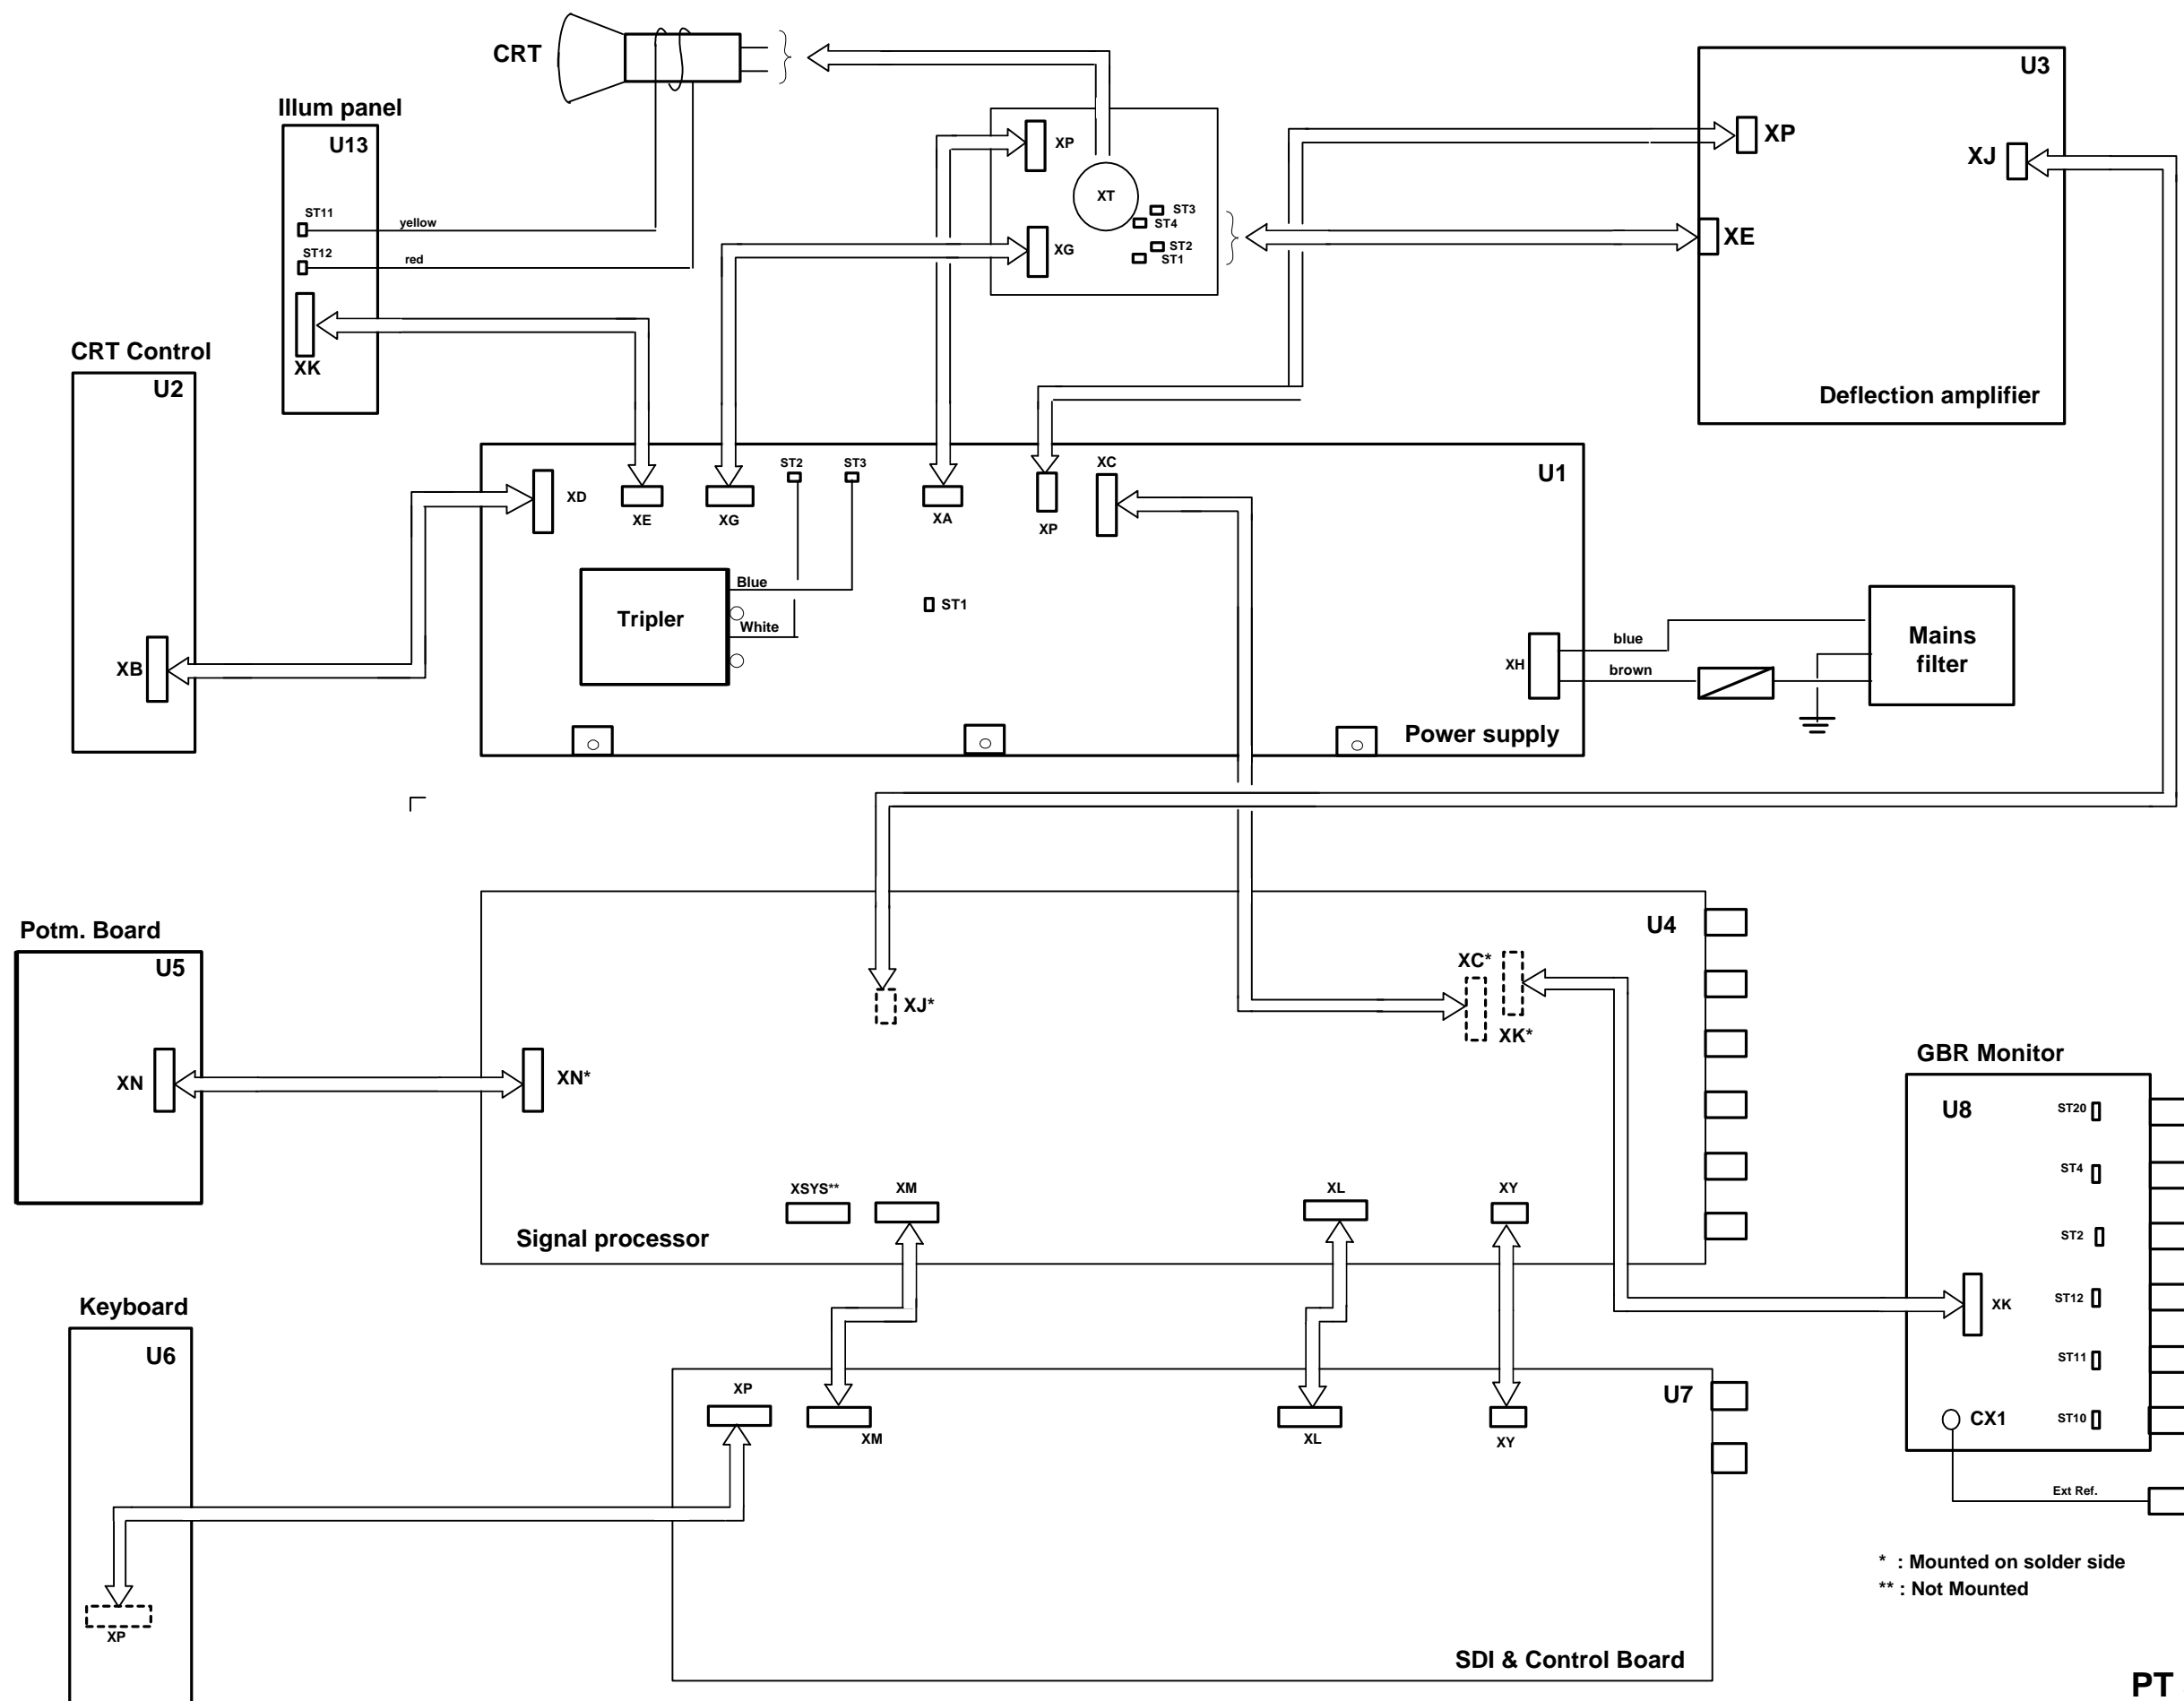 CRT
U3
Illum panel
U13
XP
XP
XJ
XT
ST11
yellow
ST3
ST4
ST12
red
XG
ST2
ST1
XE
XK
CRT Control
U2
Deflection amplifier
ST2
ST3
XC
U1
XD
XE
XG
XA
XP
Blue
Tripler
White
ST1
Mains
filter
blue
XH
brown
XB
Power supply
Potm. Board
U5
U4
XC*
XJ*
XK*
XN
XN*
GBR Monitor
U8
ST20
ST4
XSYS**
XM
XL
XY
Signal processor
ST2
ST12
XK
Keyboard
U6
ST11
XP
U7
XM
XL
XY
CX1
ST10
Ext Ref.
* : Mounted on solder side
** : Not Mounted
XP
SDI & Control Board
PT